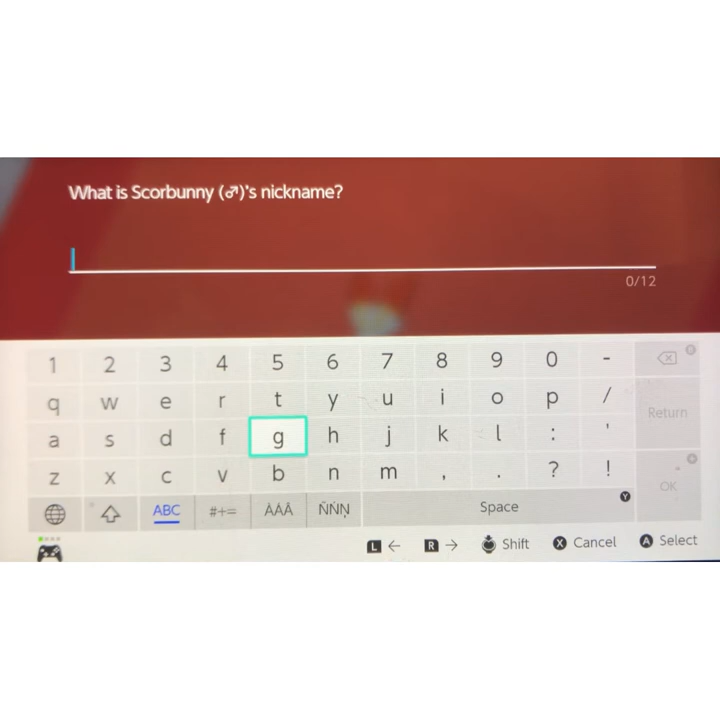 What is Scorbunny (♂)'s nickname?
0/12
1 2 3 4 5 6 7 8 9 0 -
q w e r t y u i o p / Return
a s d f g h j k l : '
z x c v b n m , . ? ! OK
ABC #+= ÀÁÂ ÑŃŅ Space Y
L ← R → Shift X Cancel A Select